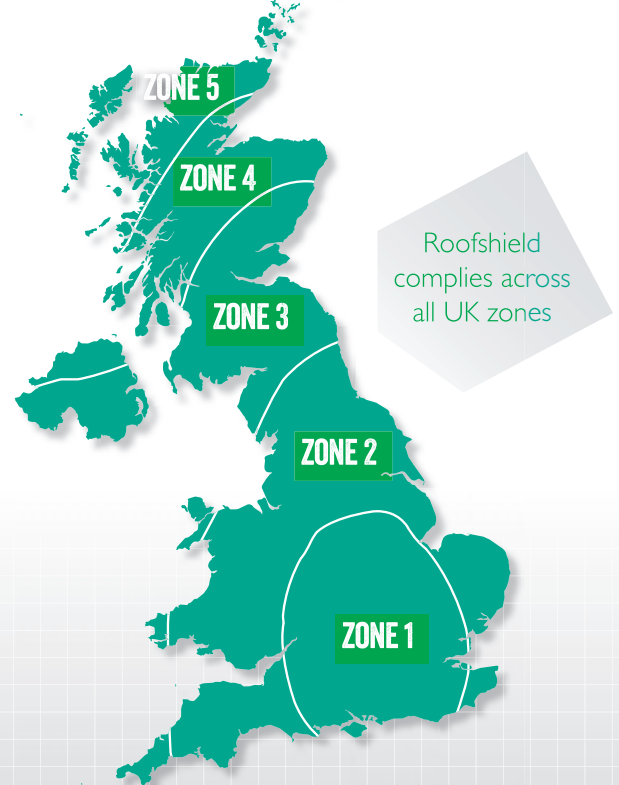 ZONE 5
ZONE 4
Roofshield
complies across
all UK zones
ZONE 3
ZONE 2
ZONE 1